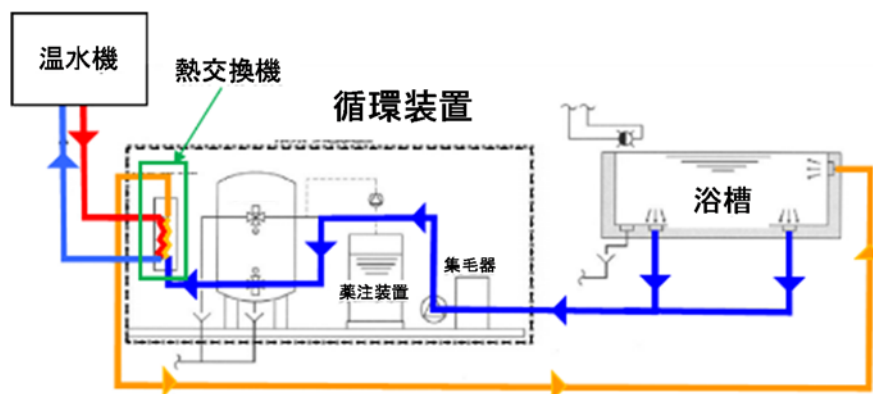 温水機
熱交換機
循環装置
浴槽
集毛器
薬注装置